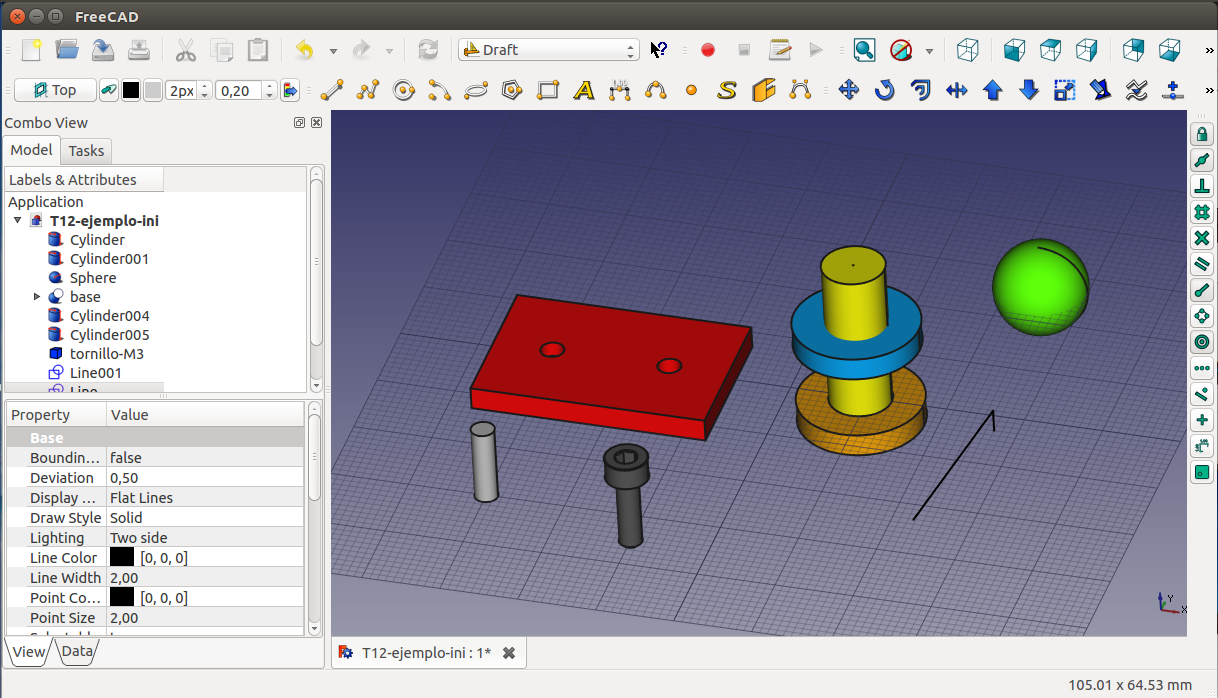 FreeCAD
Draft
Top
2px
0,20
Combo View
Model
Tasks
Labels & Attributes
Application
T12-ejemplo-ini
Cylinder
Cylinder001
Sphere
base
Cylinder004
Cylinder005
tornillo-M3
Line001
Line
Property Value
Base
Boundin... false
Deviation 0,50
Display ... Flat Lines
Draw Style Solid
Lighting Two side
Line Color [0, 0, 0]
Line Width 2,00
Point Co... [0, 0, 0]
Point Size 2,00
View
Data
T12-ejemplo-ini : 1*
Y
X
105.01 x 64.53 mm